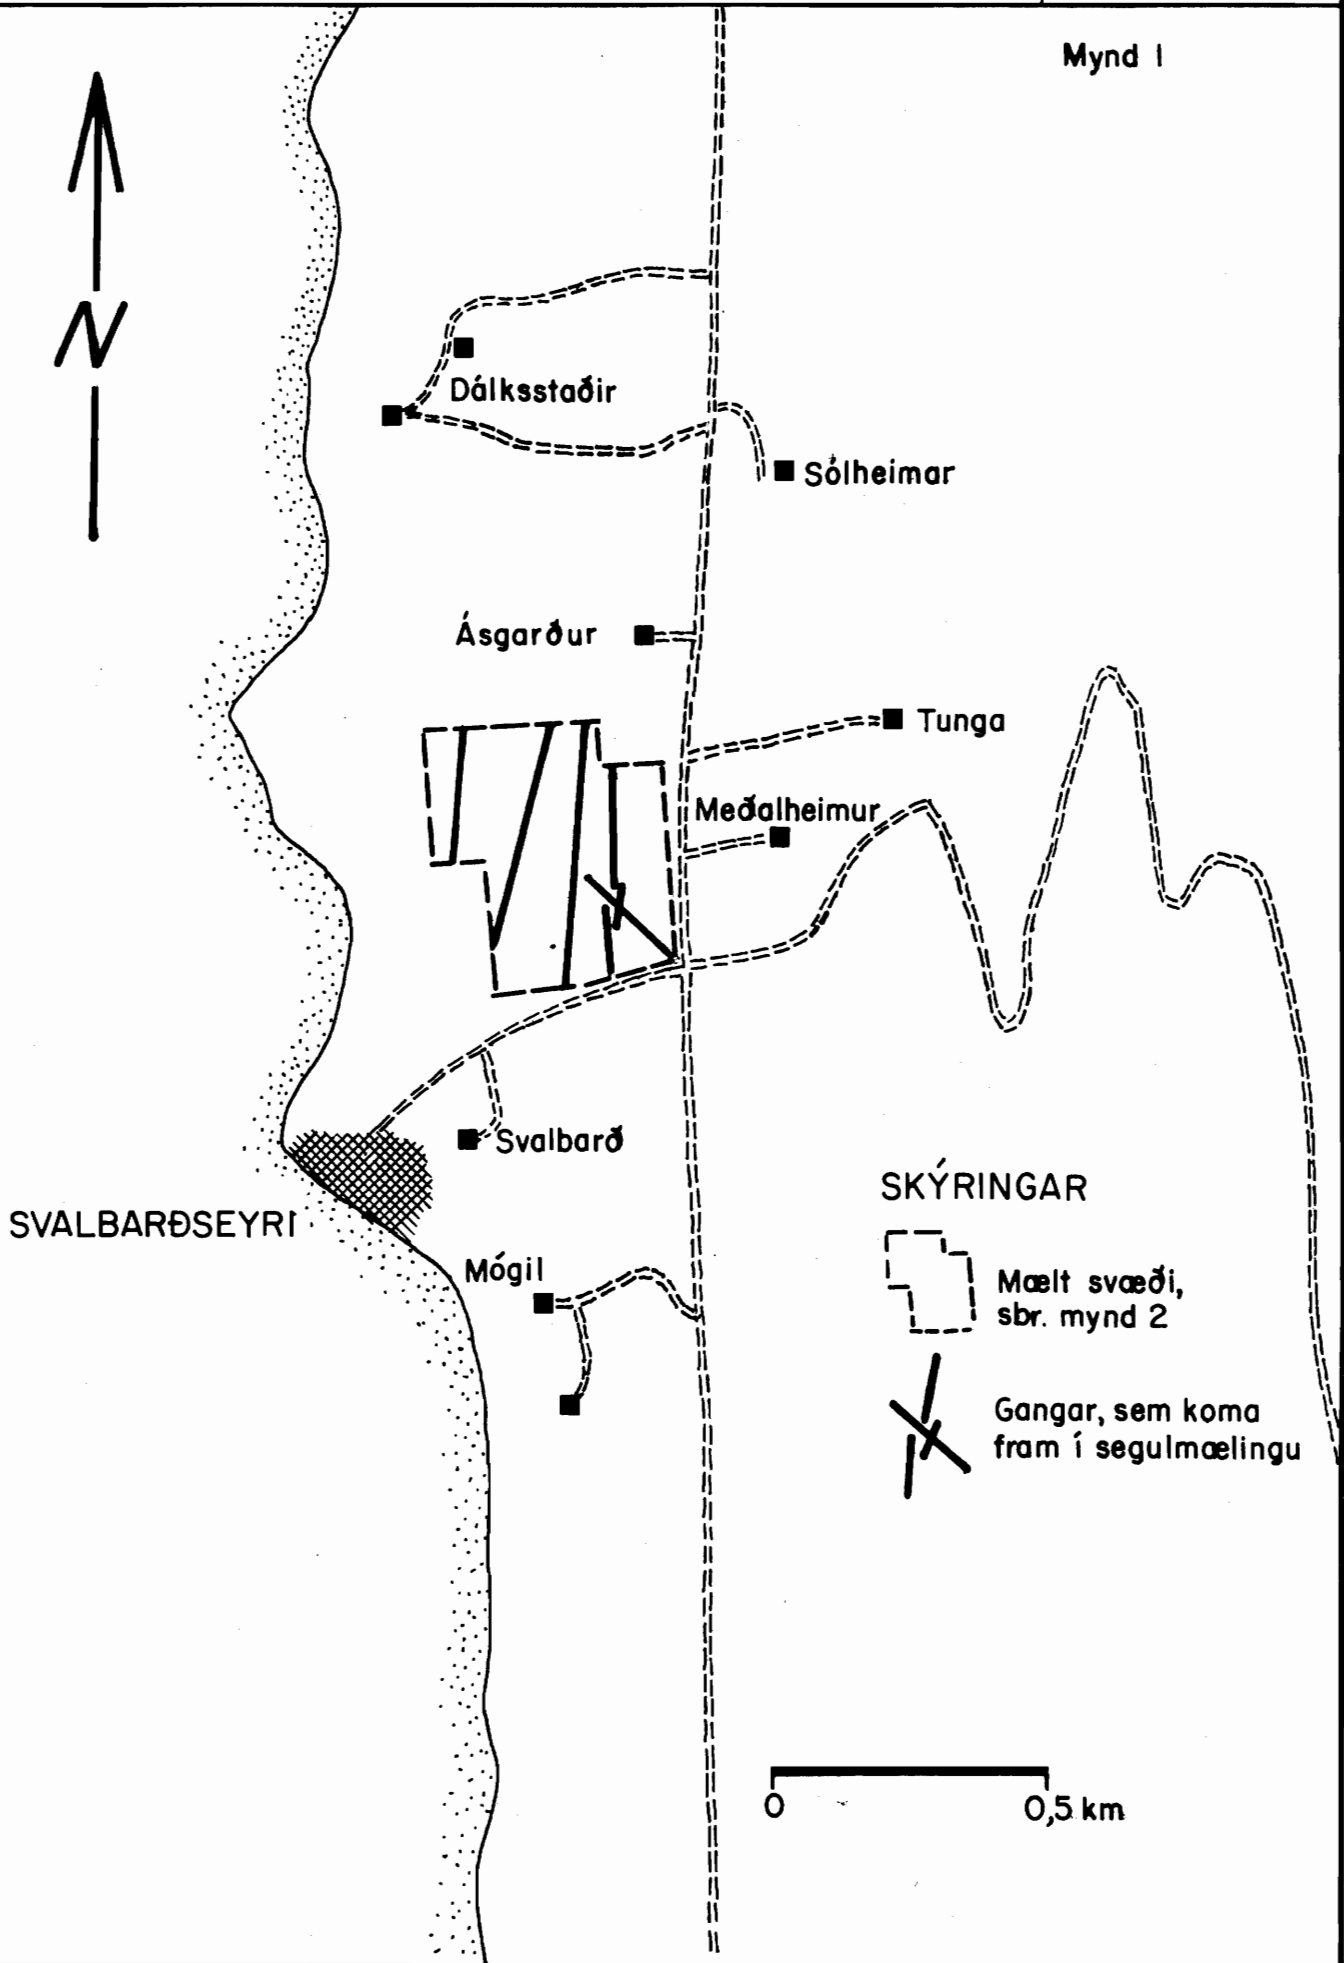 Mynd 1
N
Dálksstaðir
Sólheimar
Ásgarður
Tunga
Meðalheimur
Svalbarð
SVALBARÐSEYRI
Mógil
SKÝRINGAR
Mælt svæði,
sbr. mynd 2
Gangar, sem koma
fram í segulmælingu
0 0,5 km